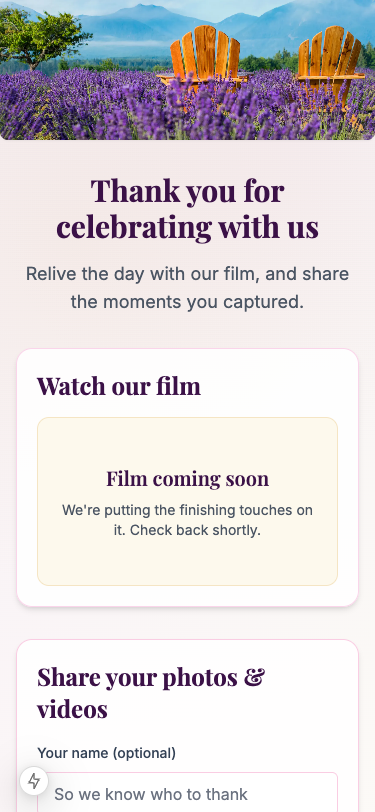 Thank you for
celebrating with us
Relive the day with our film, and share
the moments you captured.
Watch our film
Film coming soon
We're putting the finishing touches on
it. Check back shortly.
Share your photos &
videos
Your name (optional)
So we know who to thank